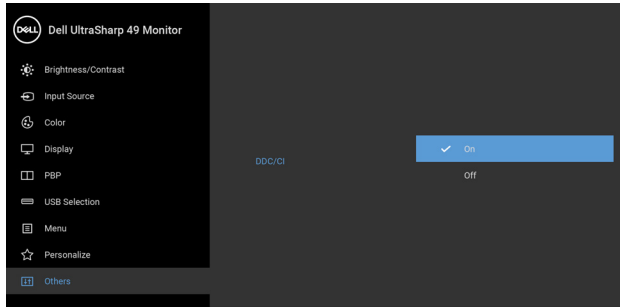 DELL Dell UltraSharp 49 Monitor
Brightness/Contrast
Input Source
Color
Display
PBP
USB Selection
Menu
Personalize
Others
DDC/CI
On
Off